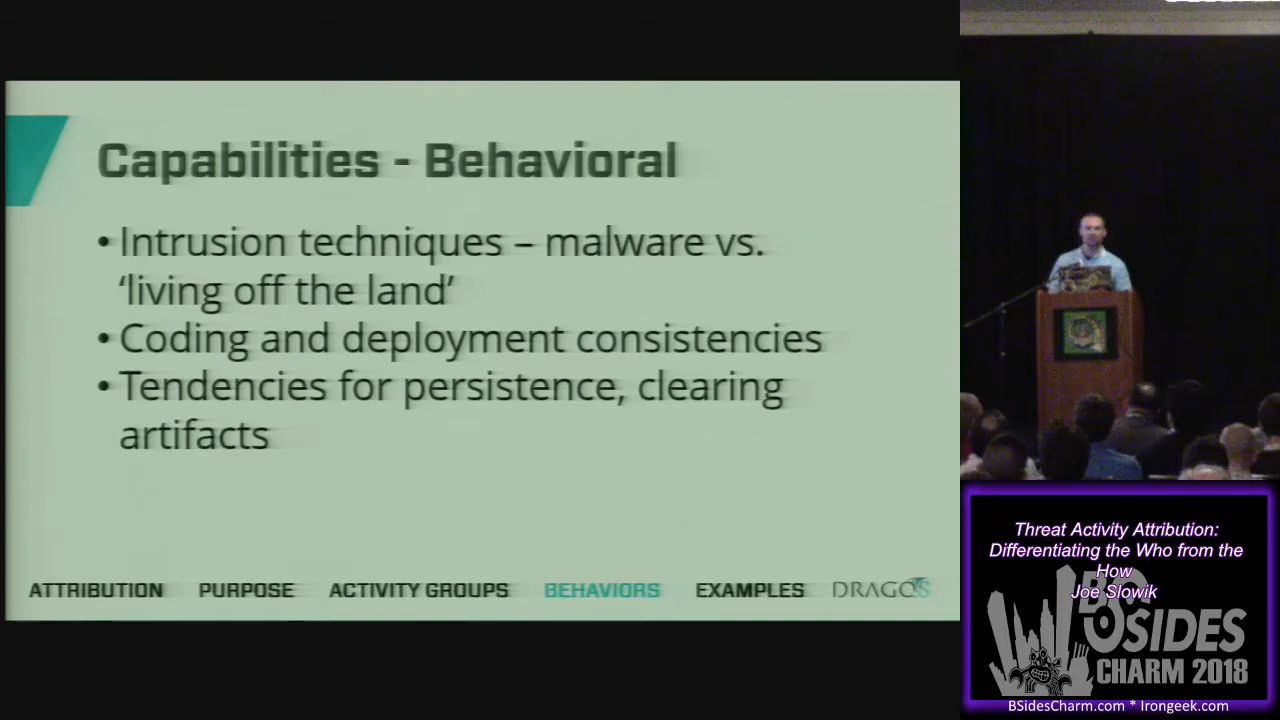 Capabilities - Behavioral
• Intrusion techniques – malware vs.
‘living off the land’
• Coding and deployment consistencies
• Tendencies for persistence, clearing
artifacts
ATTRIBUTION PURPOSE ACTIVITY GROUPS BEHAVIORS EXAMPLES DRAGOS
Threat Activity Attribution:
Differentiating the Who from the
How
Joe Slowik
BSIDES
CHARM 2018
BSidesCharm.com * Irongeek.com